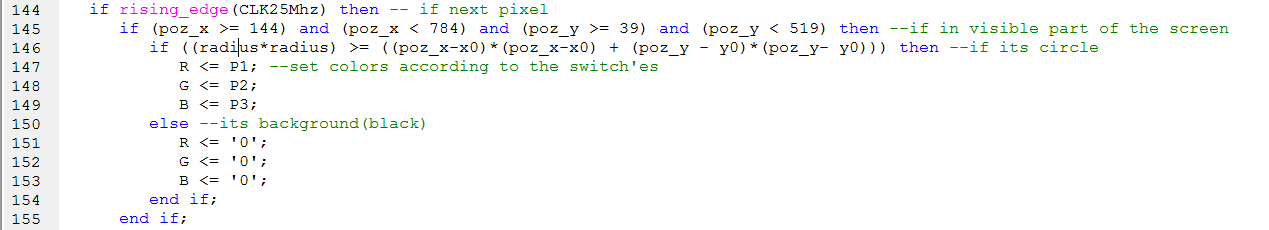 144 if rising_edge(CLK25Mhz) then -- if next pixel
145 if (poz_x >= 144) and (poz_x < 784) and (poz_y >= 39) and (poz_y < 519) then --if in visible part of the screen
146 if ((radius*radius) >= ((poz_x-x0)*(poz_x-x0) + (poz_y - y0)*(poz_y- y0))) then --if its circle
147 R <= P1; --set colors according to the switch'es
148 G <= P2;
149 B <= P3;
150 else --its background(black)
151 R <= '0';
152 G <= '0';
153 B <= '0';
154 end if;
155 end if;